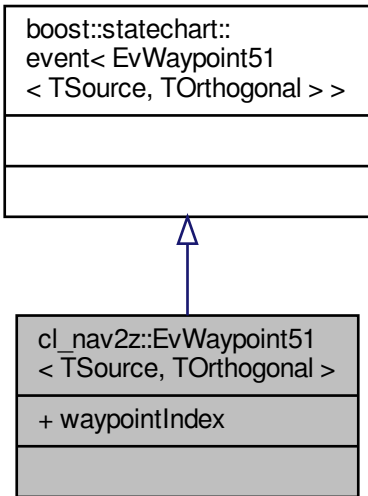 boost::statechart::
event< EvWaypoint51
< TSource, TOrthogonal > >
cl_nav2z::EvWaypoint51
< TSource, TOrthogonal >
+ waypointIndex